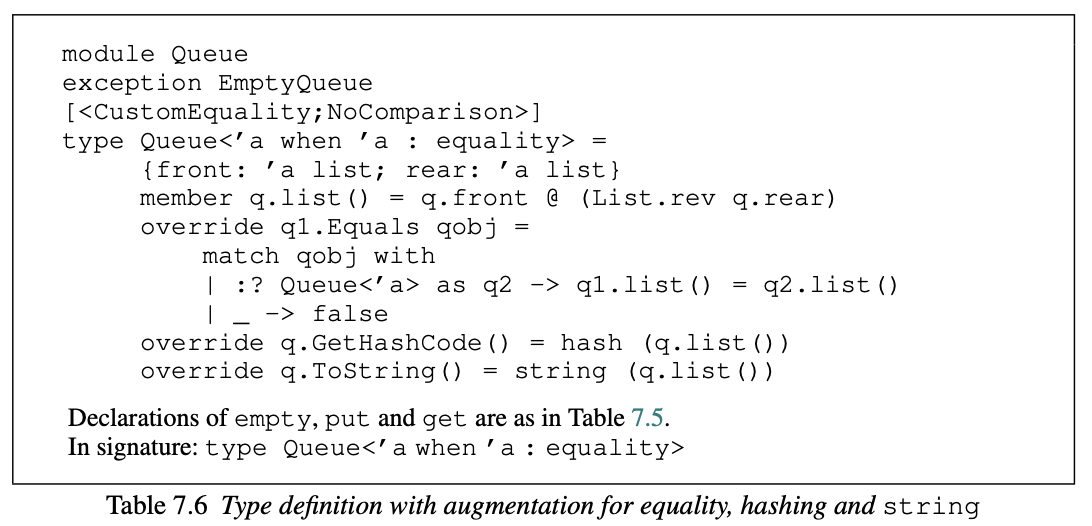 module Queue
exception EmptyQueue
[<CustomEquality;NoComparison>]
type Queue<’a when ’a : equality> =
{front: ’a list; rear: ’a list}
member q.list() = q.front @ (List.rev q.rear)
override q1.Equals qobj =
match qobj with
| :? Queue<’a> as q2 -> q1.list() = q2.list()
| _ -> false
override q.GetHashCode() = hash (q.list())
override q.ToString() = string (q.list())
Declarations of empty, put and get are as in Table 7.5.
In signature: type Queue<’a when ’a : equality>
Table 7.6 Type definition with augmentation for equality, hashing and string